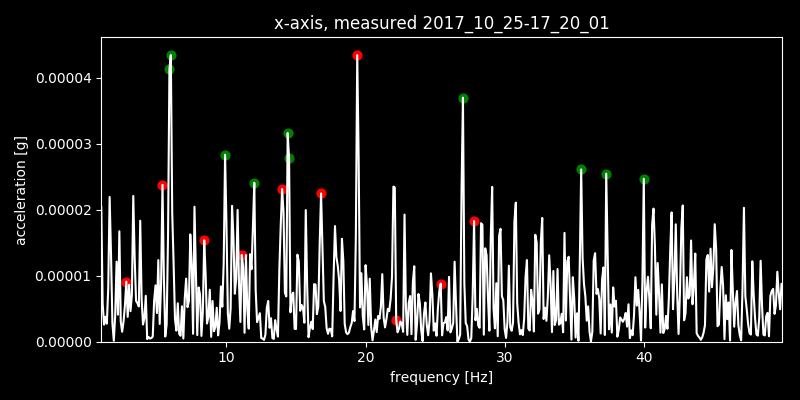 x-axis, measured 2017_10_25-17_20_01
acceleration [g]
0.00004
0.00003
0.00002
0.00001
0.00000
10 20 30 40
frequency [Hz]